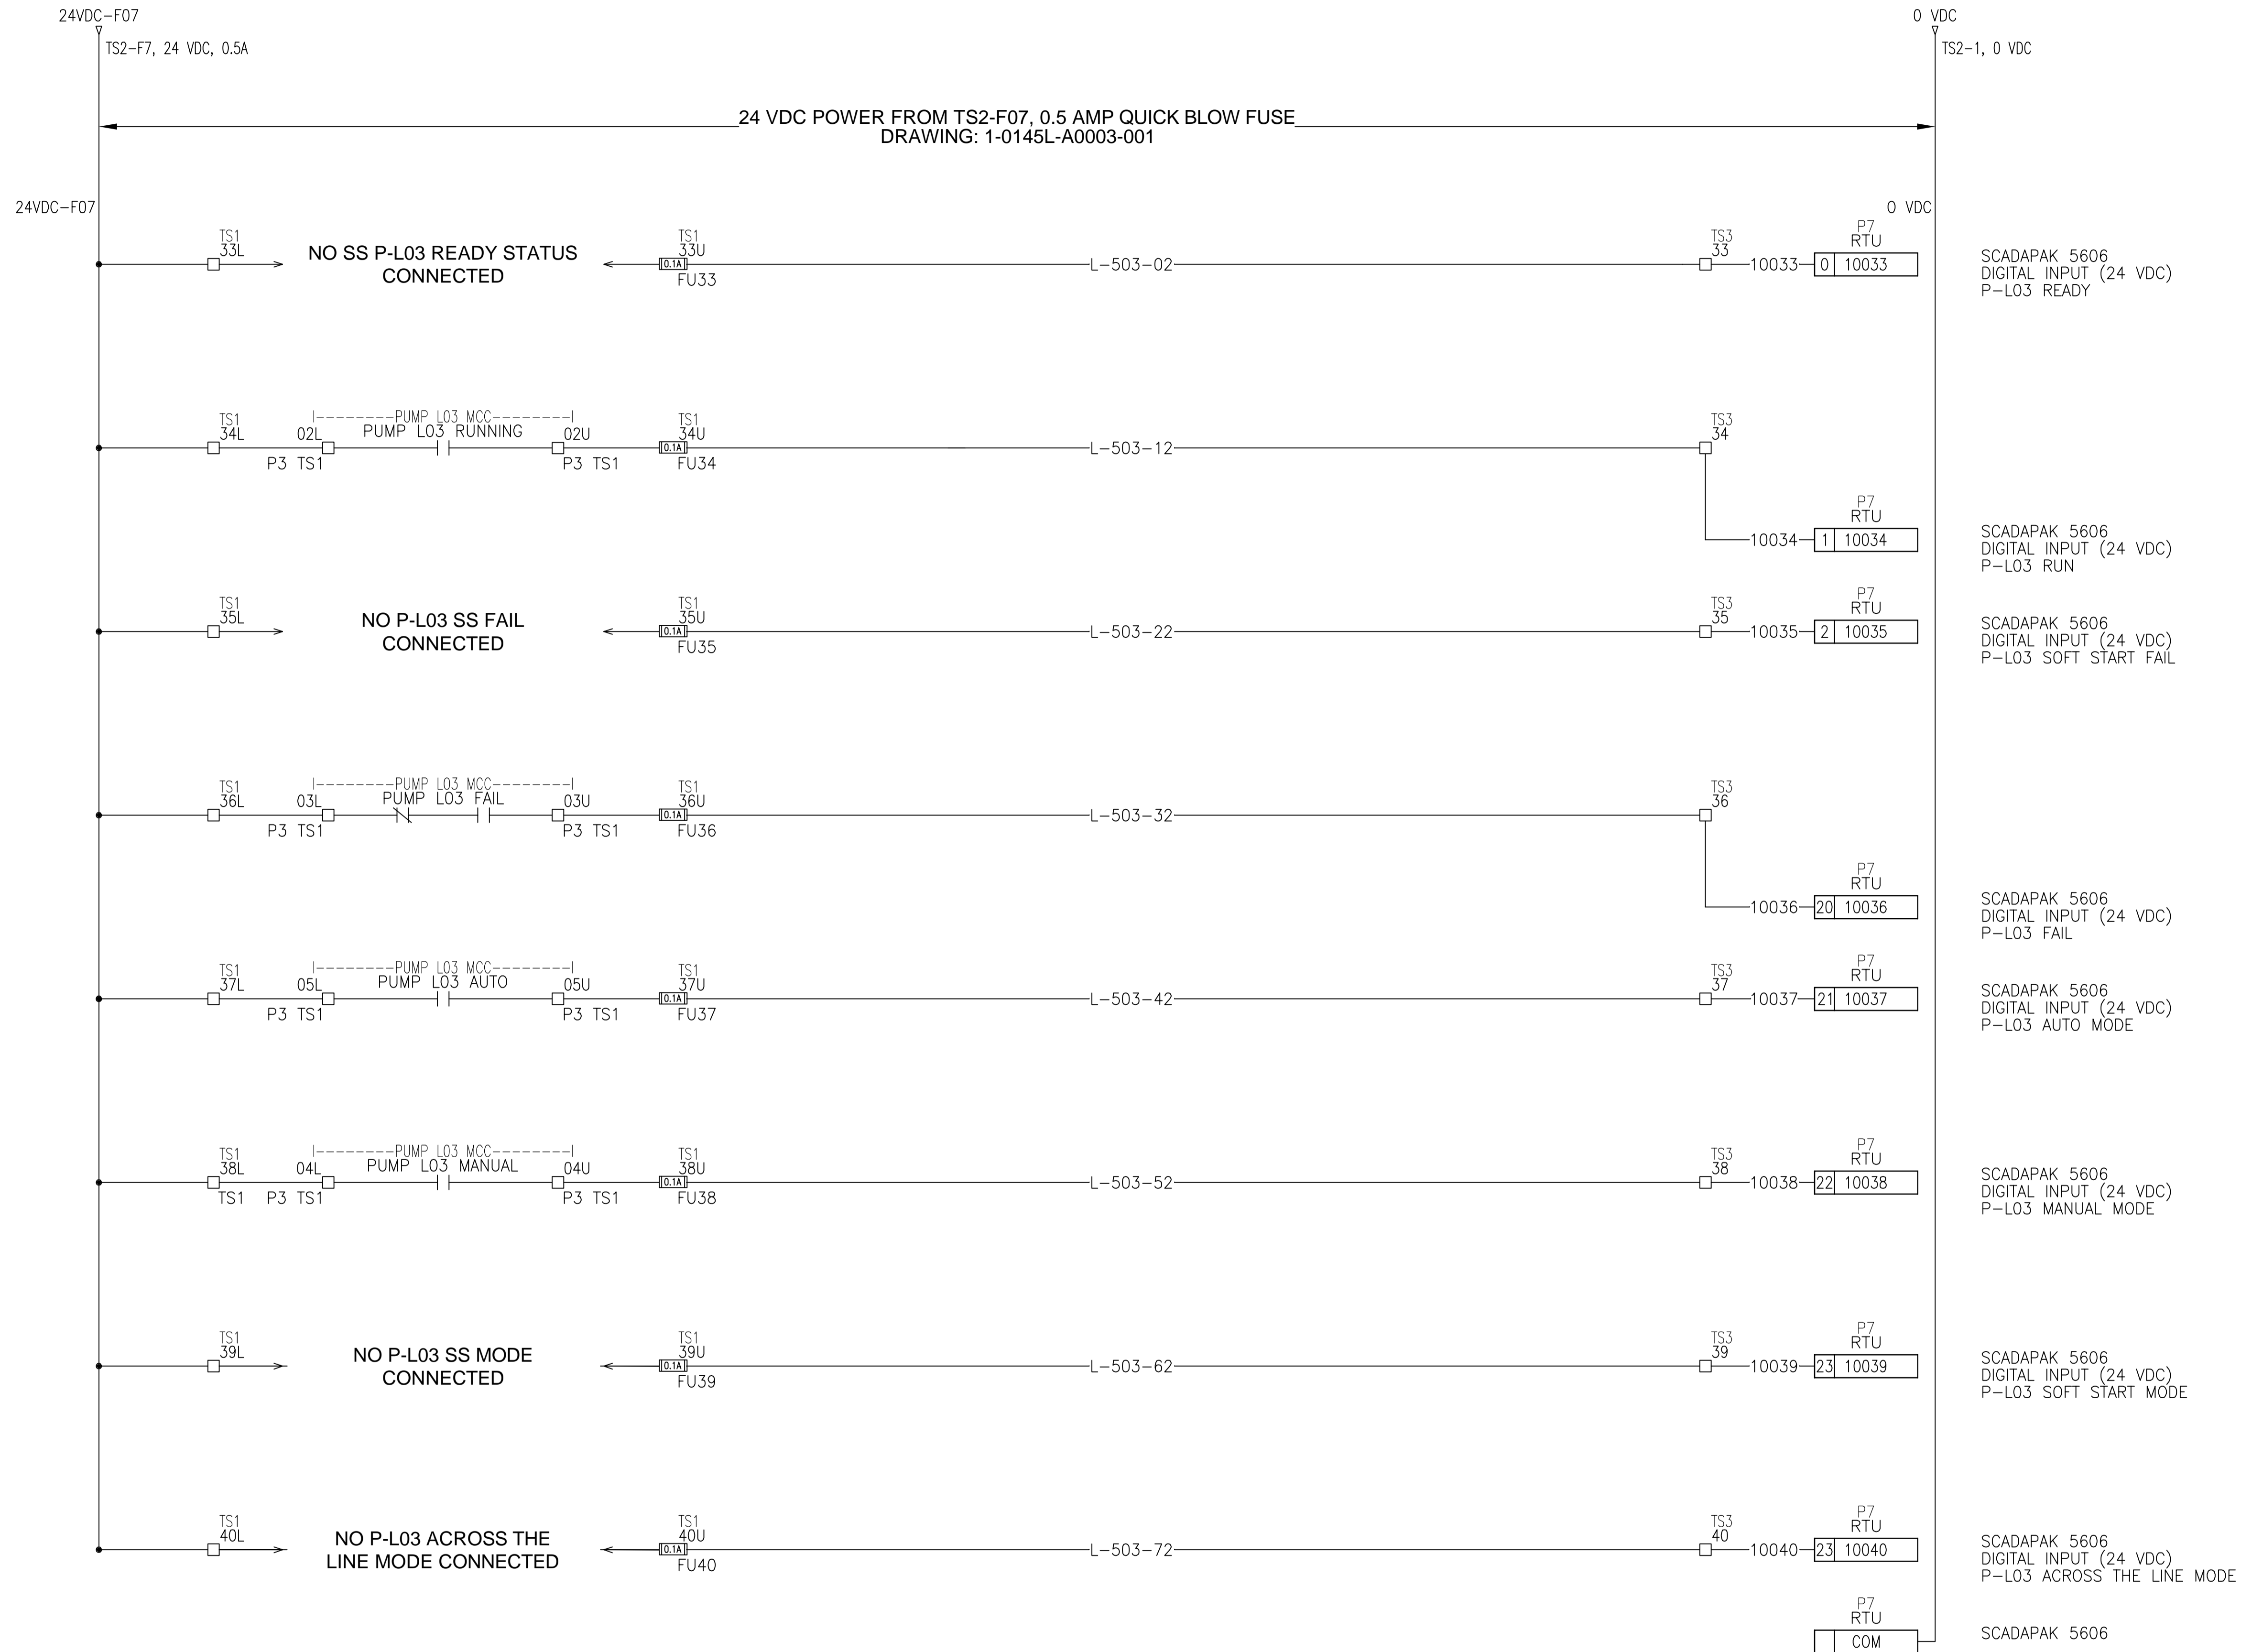 24VDC-F07
0 VDC
TS2-F7, 24 VDC, 0.5A
TS2-1, 0 VDC
24 VDC POWER FROM TS2-F07, 0.5 AMP QUICK BLOW FUSE
DRAWING: 1-0145L-A0003-001
24VDC-F07
0 VDC
TS1
33L
NO SS P-L03 READY STATUS
CONNECTED
TS1
33U
0.1A
FU33
L-503-02
TS3
33
10033
P7
RTU
0 10033
SCADAPAK 5606
DIGITAL INPUT (24 VDC)
P-L03 READY
TS1
34L
02L
P3 TS1
PUMP L03 MCC
PUMP L03 RUNNING
02U
P3 TS1
TS1
34U
0.1A
FU34
L-503-12
TS3
34
10034
P7
RTU
1 10034
SCADAPAK 5606
DIGITAL INPUT (24 VDC)
P-L03 RUN
TS1
35L
NO P-L03 SS FAIL
CONNECTED
TS1
35U
0.1A
FU35
L-503-22
TS3
35
10035
P7
RTU
2 10035
SCADAPAK 5606
DIGITAL INPUT (24 VDC)
P-L03 SOFT START FAIL
TS1
36L
03L
P3 TS1
PUMP L03 MCC
PUMP L03 FAIL
03U
P3 TS1
TS1
36U
0.1A
FU36
L-503-32
TS3
36
10036
P7
RTU
20 10036
SCADAPAK 5606
DIGITAL INPUT (24 VDC)
P-L03 FAIL
TS1
37L
05L
P3 TS1
PUMP L03 MCC
PUMP L03 AUTO
05U
P3 TS1
TS1
37U
0.1A
FU37
L-503-42
TS3
37
10037
P7
RTU
21 10037
SCADAPAK 5606
DIGITAL INPUT (24 VDC)
P-L03 AUTO MODE
TS1
38L
TS1
04L
P3 TS1
PUMP L03 MCC
PUMP L03 MANUAL
04U
P3 TS1
TS1
38U
0.1A
FU38
L-503-52
TS3
38
10038
P7
RTU
22 10038
SCADAPAK 5606
DIGITAL INPUT (24 VDC)
P-L03 MANUAL MODE
TS1
39L
NO P-L03 SS MODE
CONNECTED
TS1
39U
0.1A
FU39
L-503-62
TS3
39
10039
P7
RTU
23 10039
SCADAPAK 5606
DIGITAL INPUT (24 VDC)
P-L03 SOFT START MODE
TS1
40L
NO P-L03 ACROSS THE
LINE MODE CONNECTED
TS1
40U
0.1A
FU40
L-503-72
TS3
40
10040
P7
RTU
23 10040
SCADAPAK 5606
DIGITAL INPUT (24 VDC)
P-L03 ACROSS THE LINE MODE
P7
RTU
COM
SCADAPAK 5606